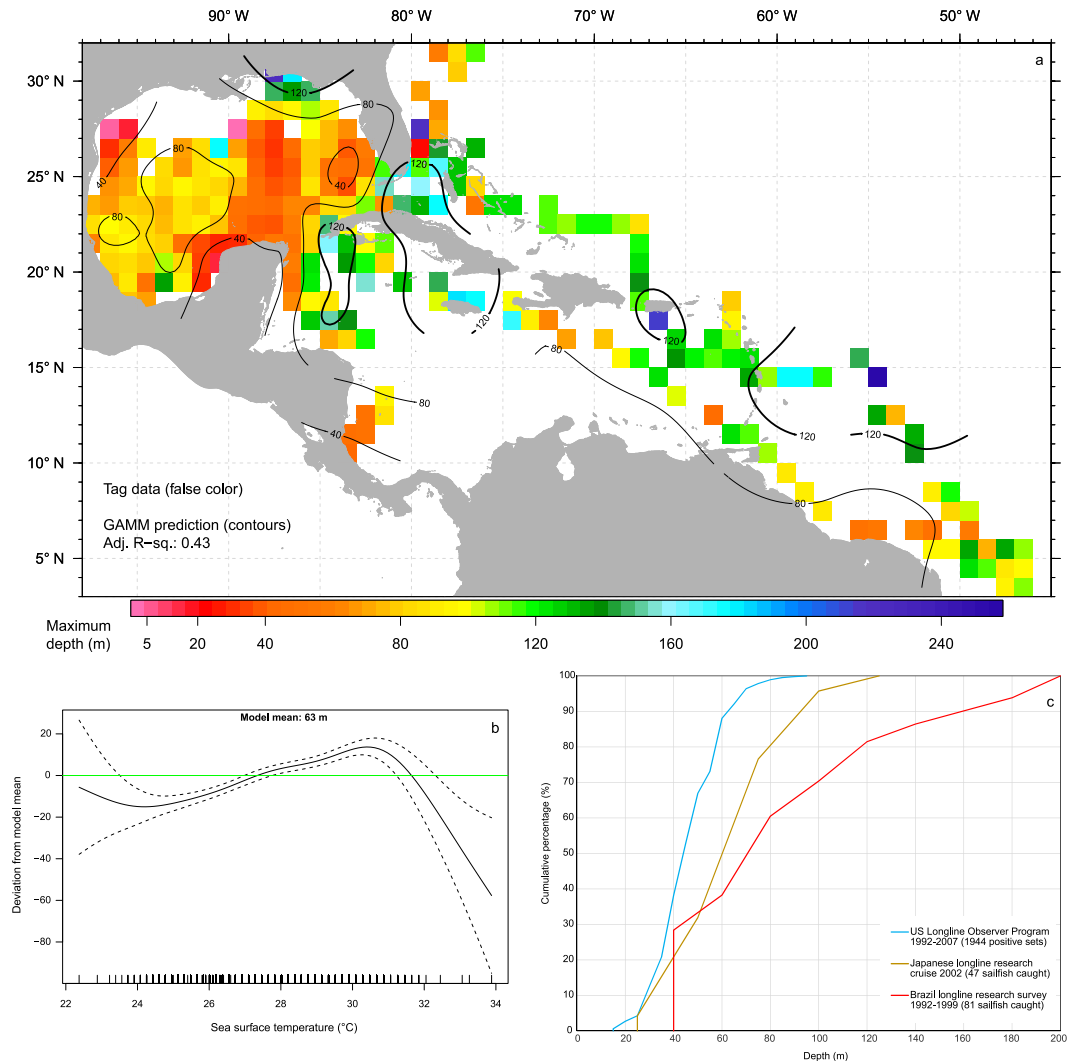 90° W 80° W 70° W 60° W 50° W
a
30° N
25° N
20° N
15° N
10° N
5° N
120
80
80
40
40
120
80
40
120
120
120
120
80
120
120
80
40
80
Tag data (false color)
GAMM prediction (contours)
Adj. R−sq.: 0.43
Maximum
depth (m)
5 20 40 80 120 160 200 240
b
Model mean: 63 m
20
0
−20
−40
−60
−80
Deviation from model mean
22 24 26 28 30 32 34
Sea surface temperature (°C)
c
100
90
80
70
60
50
40
30
20
10
0
Cumulative percentage (%)
US Longline Observer Program
1992-2007 (1944 positive sets)
Japanese longline research
cruise 2002 (47 sailfish caught)
Brazil longline research survey
1992-1999 (81 sailfish caught)
0 20 40 60 80 100 120 140 160 180 200
Depth (m)